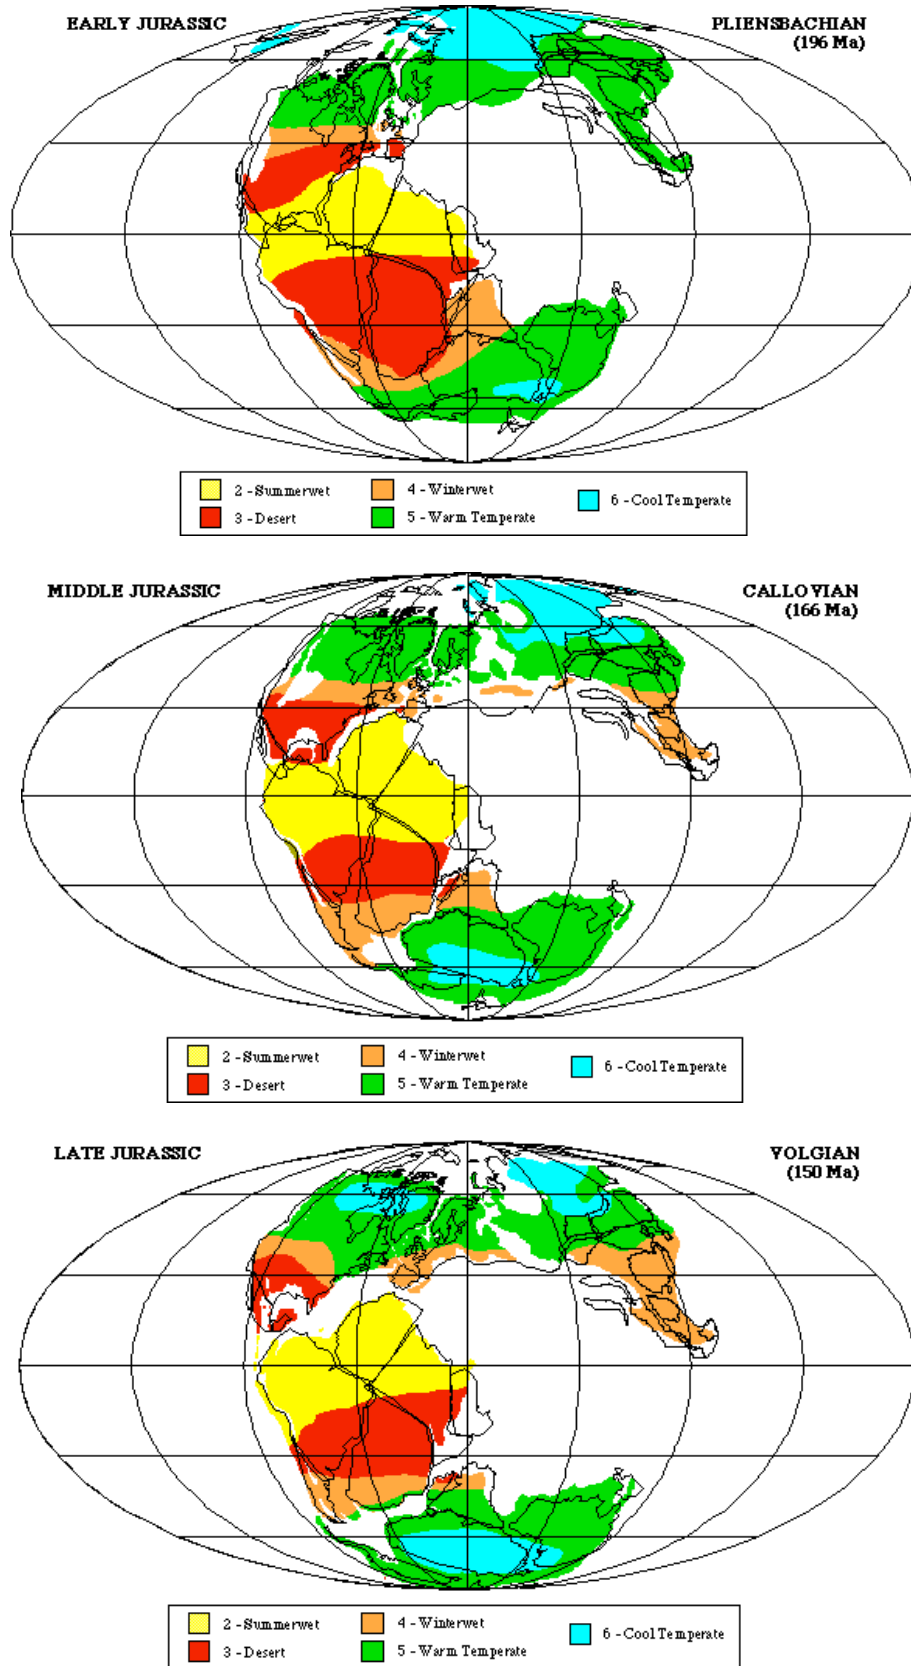 EARLY JURASSIC
PLIENSBACHIAN
(196 Ma)
2 - Summerwet
4 - Winterwet
6 - Cool Temperate
3 - Desert
5 - Warm Temperate
MIDDLE JURASSIC
CALLOVIAN
(166 Ma)
2 - Summerwet
4 - Winterwet
6 - Cool Temperate
3 - Desert
5 - Warm Temperate
LATE JURASSIC
VOLGIAN
(150 Ma)
2 - Summerwet
4 - Winterwet
6 - Cool Temperate
3 - Desert
5 - Warm Temperate